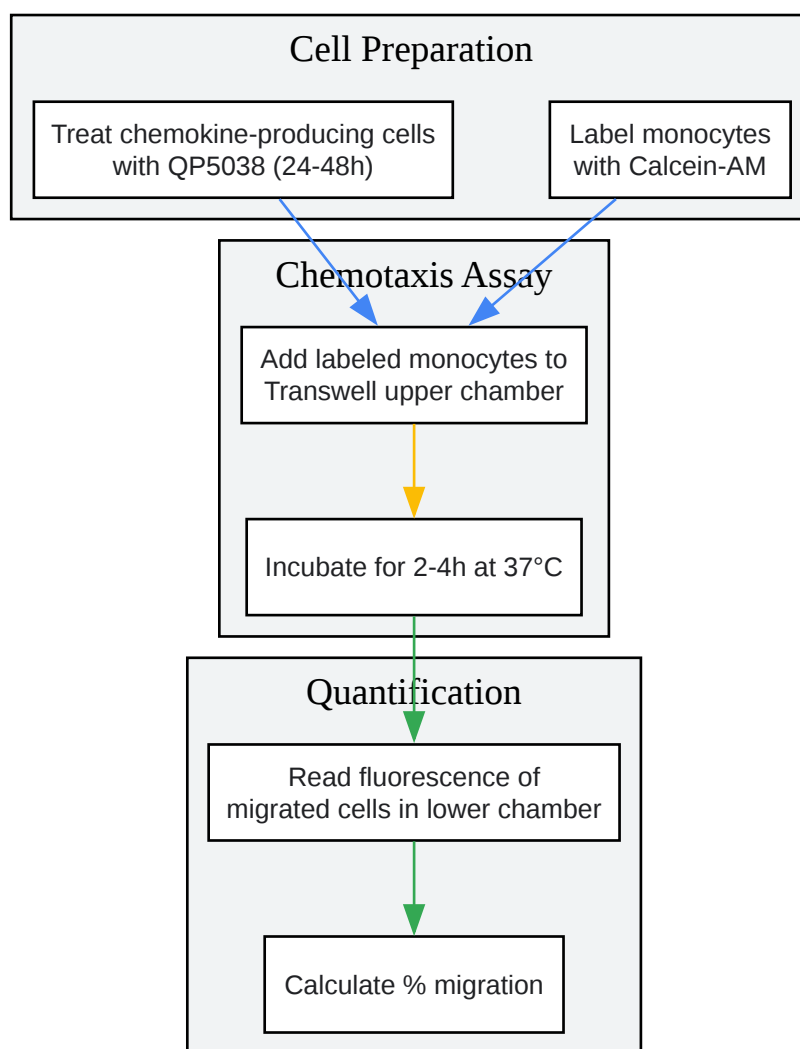 Cell Preparation
Treat chemokine-producing cells
with QP5038 (24-48h)
Label monocytes
with Calcein-AM
Chemotaxis Assay
Add labeled monocytes to
Transwell upper chamber
Incubate for 2-4h at 37°C
Quantification
Read fluorescence of
migrated cells in lower chamber
Calculate % migration